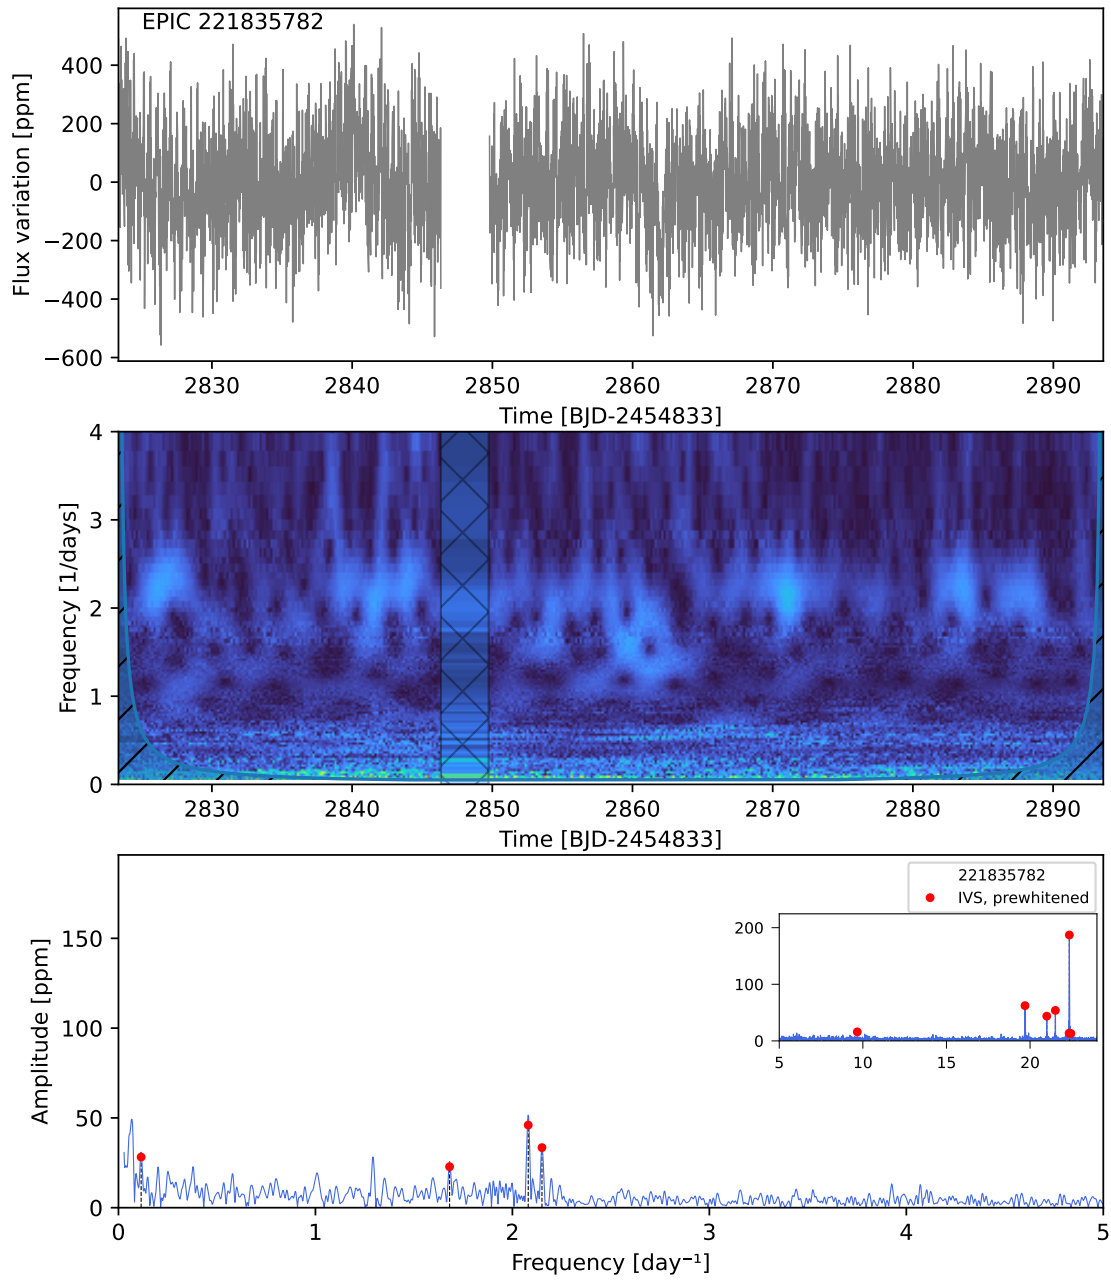 EPIC 221835782
Flux variation [ppm]
400
200
0
−200
−400
−600
2830 2840 2850 2860 2870 2880 2890
Time [BJD-2454833]
Frequency [1/days]
4
3
2
1
0
2830 2840 2850 2860 2870 2880 2890
Time [BJD-2454833]
Amplitude [ppm]
150
100
50
0
221835782
IVS, prewhitened
200
100
0
5 10 15 20
0 1 2 3 4 5
Frequency [day⁻¹]